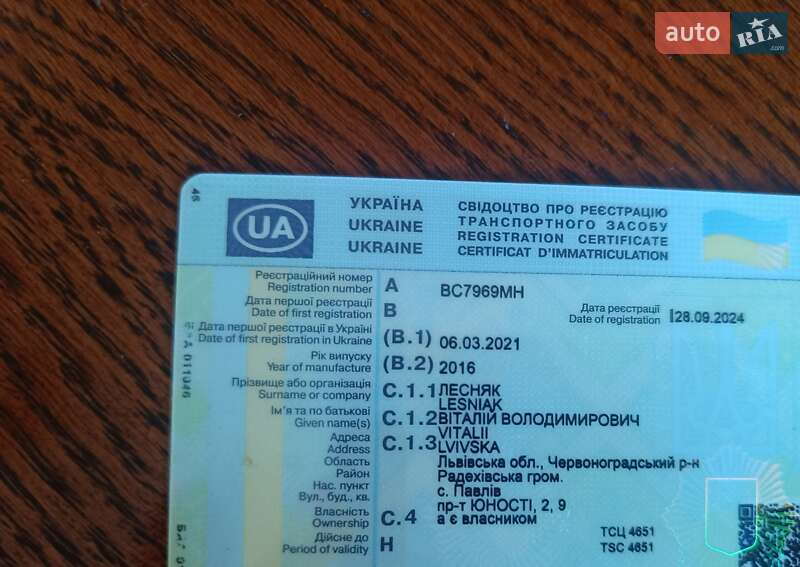 auto RIA.com
46
UA
УКРАЇНА
UKRAINE
UKRAINE
СВІДОЦТВО ПРО РЕЄСТРАЦІЮ
ТРАНСПОРТНОГО ЗАСОБУ
REGISTRATION CERTIFICATE
CERTIFICAT D'IMMATRICULATION
Реєстраційний номер
Registration number
A
BC7969MH
Дата першої реєстрації
Date of first registration
B
Дата реєстрації
Date of registration
I 28.09.2024
Дата першої реєстрації в Україні
Date of first registration in Ukraine
(B.1) 06.03.2021
Рік випуску
Year of manufacture
(B.2) 2016
Прізвище або організація
Surname or company
C.1.1 ЛЕСНЯК
LESNIAK
Ім'я та по батькові
Given name(s)
C.1.2 ВІТАЛІЙ ВОЛОДИМИРОВИЧ
VITALII
Адреса
Address
C.1.3 LVIVSKA
Область
Львівська обл., Червоноградський р-н
Район
Радехівська гром.
Нас. пункт
с. Павлів
Вул., буд., кв.
пр-т ЮНОСТІ, 2, 9
Власність
Ownership
C.4 а є власником
Дійсне до
Period of validity
H
ТСЦ 4651
TSC 4651